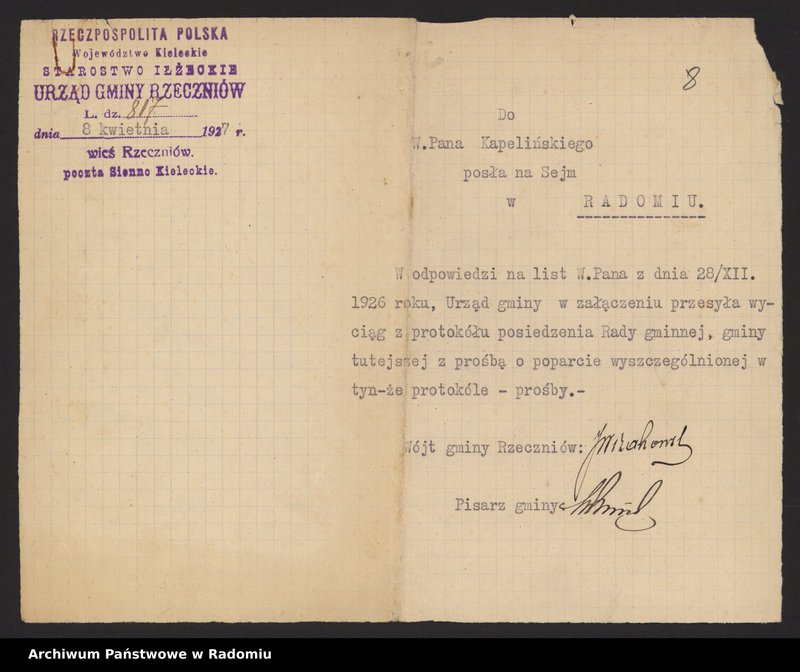 RZECZPOSPOLITA POLSKA
Województwo Kieleckie
STAROSTWO IŁŻECKIE
URZĄD GMINY RZECZNIÓW
L. dz. 807
dnia 8 kwietnia 1927 r.
wieś Rzeczniów.
poczta Sienno Kieleckie.
8
Do
W.Pana Kapelińskiego
posła na Sejm
w R A D O M I U.
W odpowiedzi na list W.Pana z dnia 28/XII.
1926 roku, Urząd gminy w załączeniu przesyła wy-
ciąg z protokółu posiedzenia Rady gminnej, gminy
tutejszej z prośbą o poparcie wyszczególnionej w
tyn-że protokóle - prośby.-
Wójt gminy Rzeczniów:
Pisarz gminy
Archiwum Państwowe w Radomiu